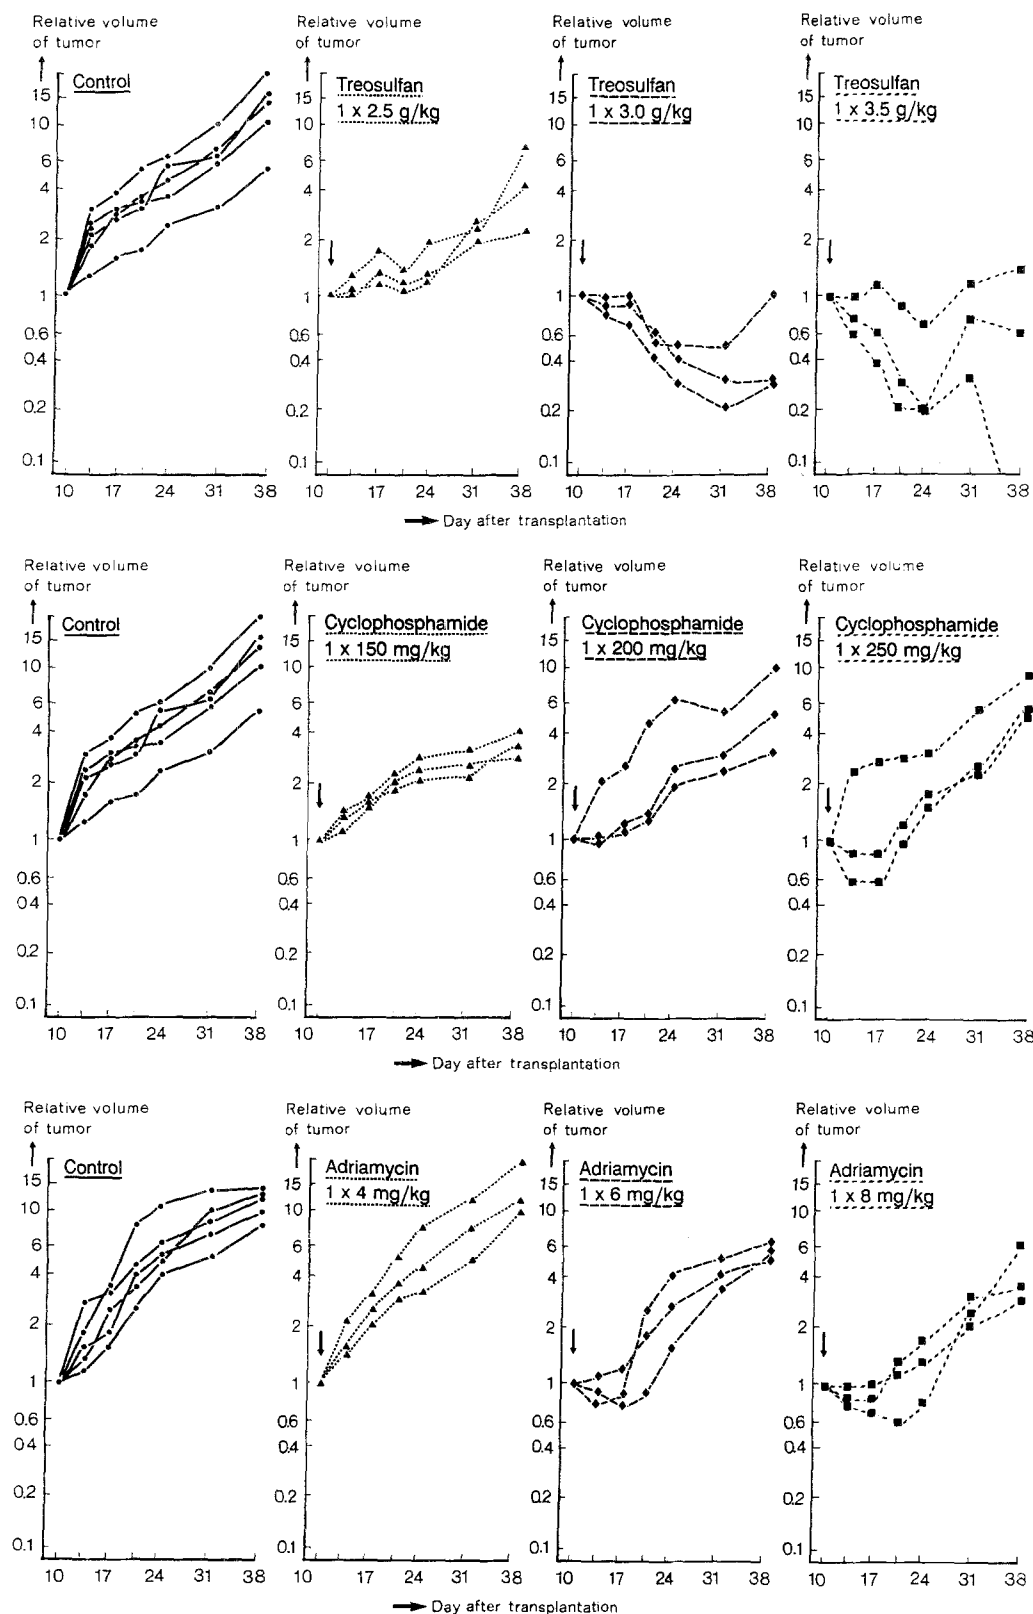 Relative volume
of tumor
Control
15
10
6
4
2
1
0.6
0.4
0.2
0.1
10 17 24 31 38
Relative volume
of tumor
Treosulfan
1 x 2.5 g/kg
15
10
6
4
2
1
0.6
0.4
0.2
0.1
10 17 24 31 38
Relative volume
of tumor
Treosulfan
1 x 3.0 g/kg
15
10
6
4
2
1
0.6
0.4
0.2
0.1
10 17 24 31 38
Relative volume
of tumor
Treosulfan
1 x 3.5 g/kg
15
10
6
4
2
1
0.6
0.4
0.2
0.1
10 17 24 31 38
Day after transplantation
Relative volume
of tumor
Control
15
10
6
4
2
1
0.6
0.4
0.2
0.1
10 17 24 31 38
Relative volume
of tumor
Cyclophosphamide
1 x 150 mg/kg
15
10
6
4
2
1
0.6
0.4
0.2
0.1
10 17 24 31 38
Relative volume
of tumor
Cyclophosphamide
1 x 200 mg/kg
15
10
6
4
2
1
0.6
0.4
0.2
0.1
10 17 24 31 38
Relative volume
of tumor
Cyclophosphamide
1 x 250 mg/kg
15
10
6
4
2
1
0.6
0.4
0.2
0.1
10 17 24 31 38
Day after transplantation
Relative volume
of tumor
Control
15
10
6
4
2
1
0.6
0.4
0.2
0.1
10 17 24 31 38
Relative volume
of tumor
Adriamycin
1 x 4 mg/kg
15
10
6
4
2
1
0.6
0.4
0.2
0.1
10 17 24 31 38
Relative volume
of tumor
Adriamycin
1 x 6 mg/kg
15
10
6
4
2
1
0.6
0.4
0.2
0.1
10 17 24 31 38
Relative volume
of tumor
Adriamycin
1 x 8 mg/kg
15
10
6
4
2
1
0.6
0.4
0.2
0.1
10 17 24 31 38
Day after transplantation